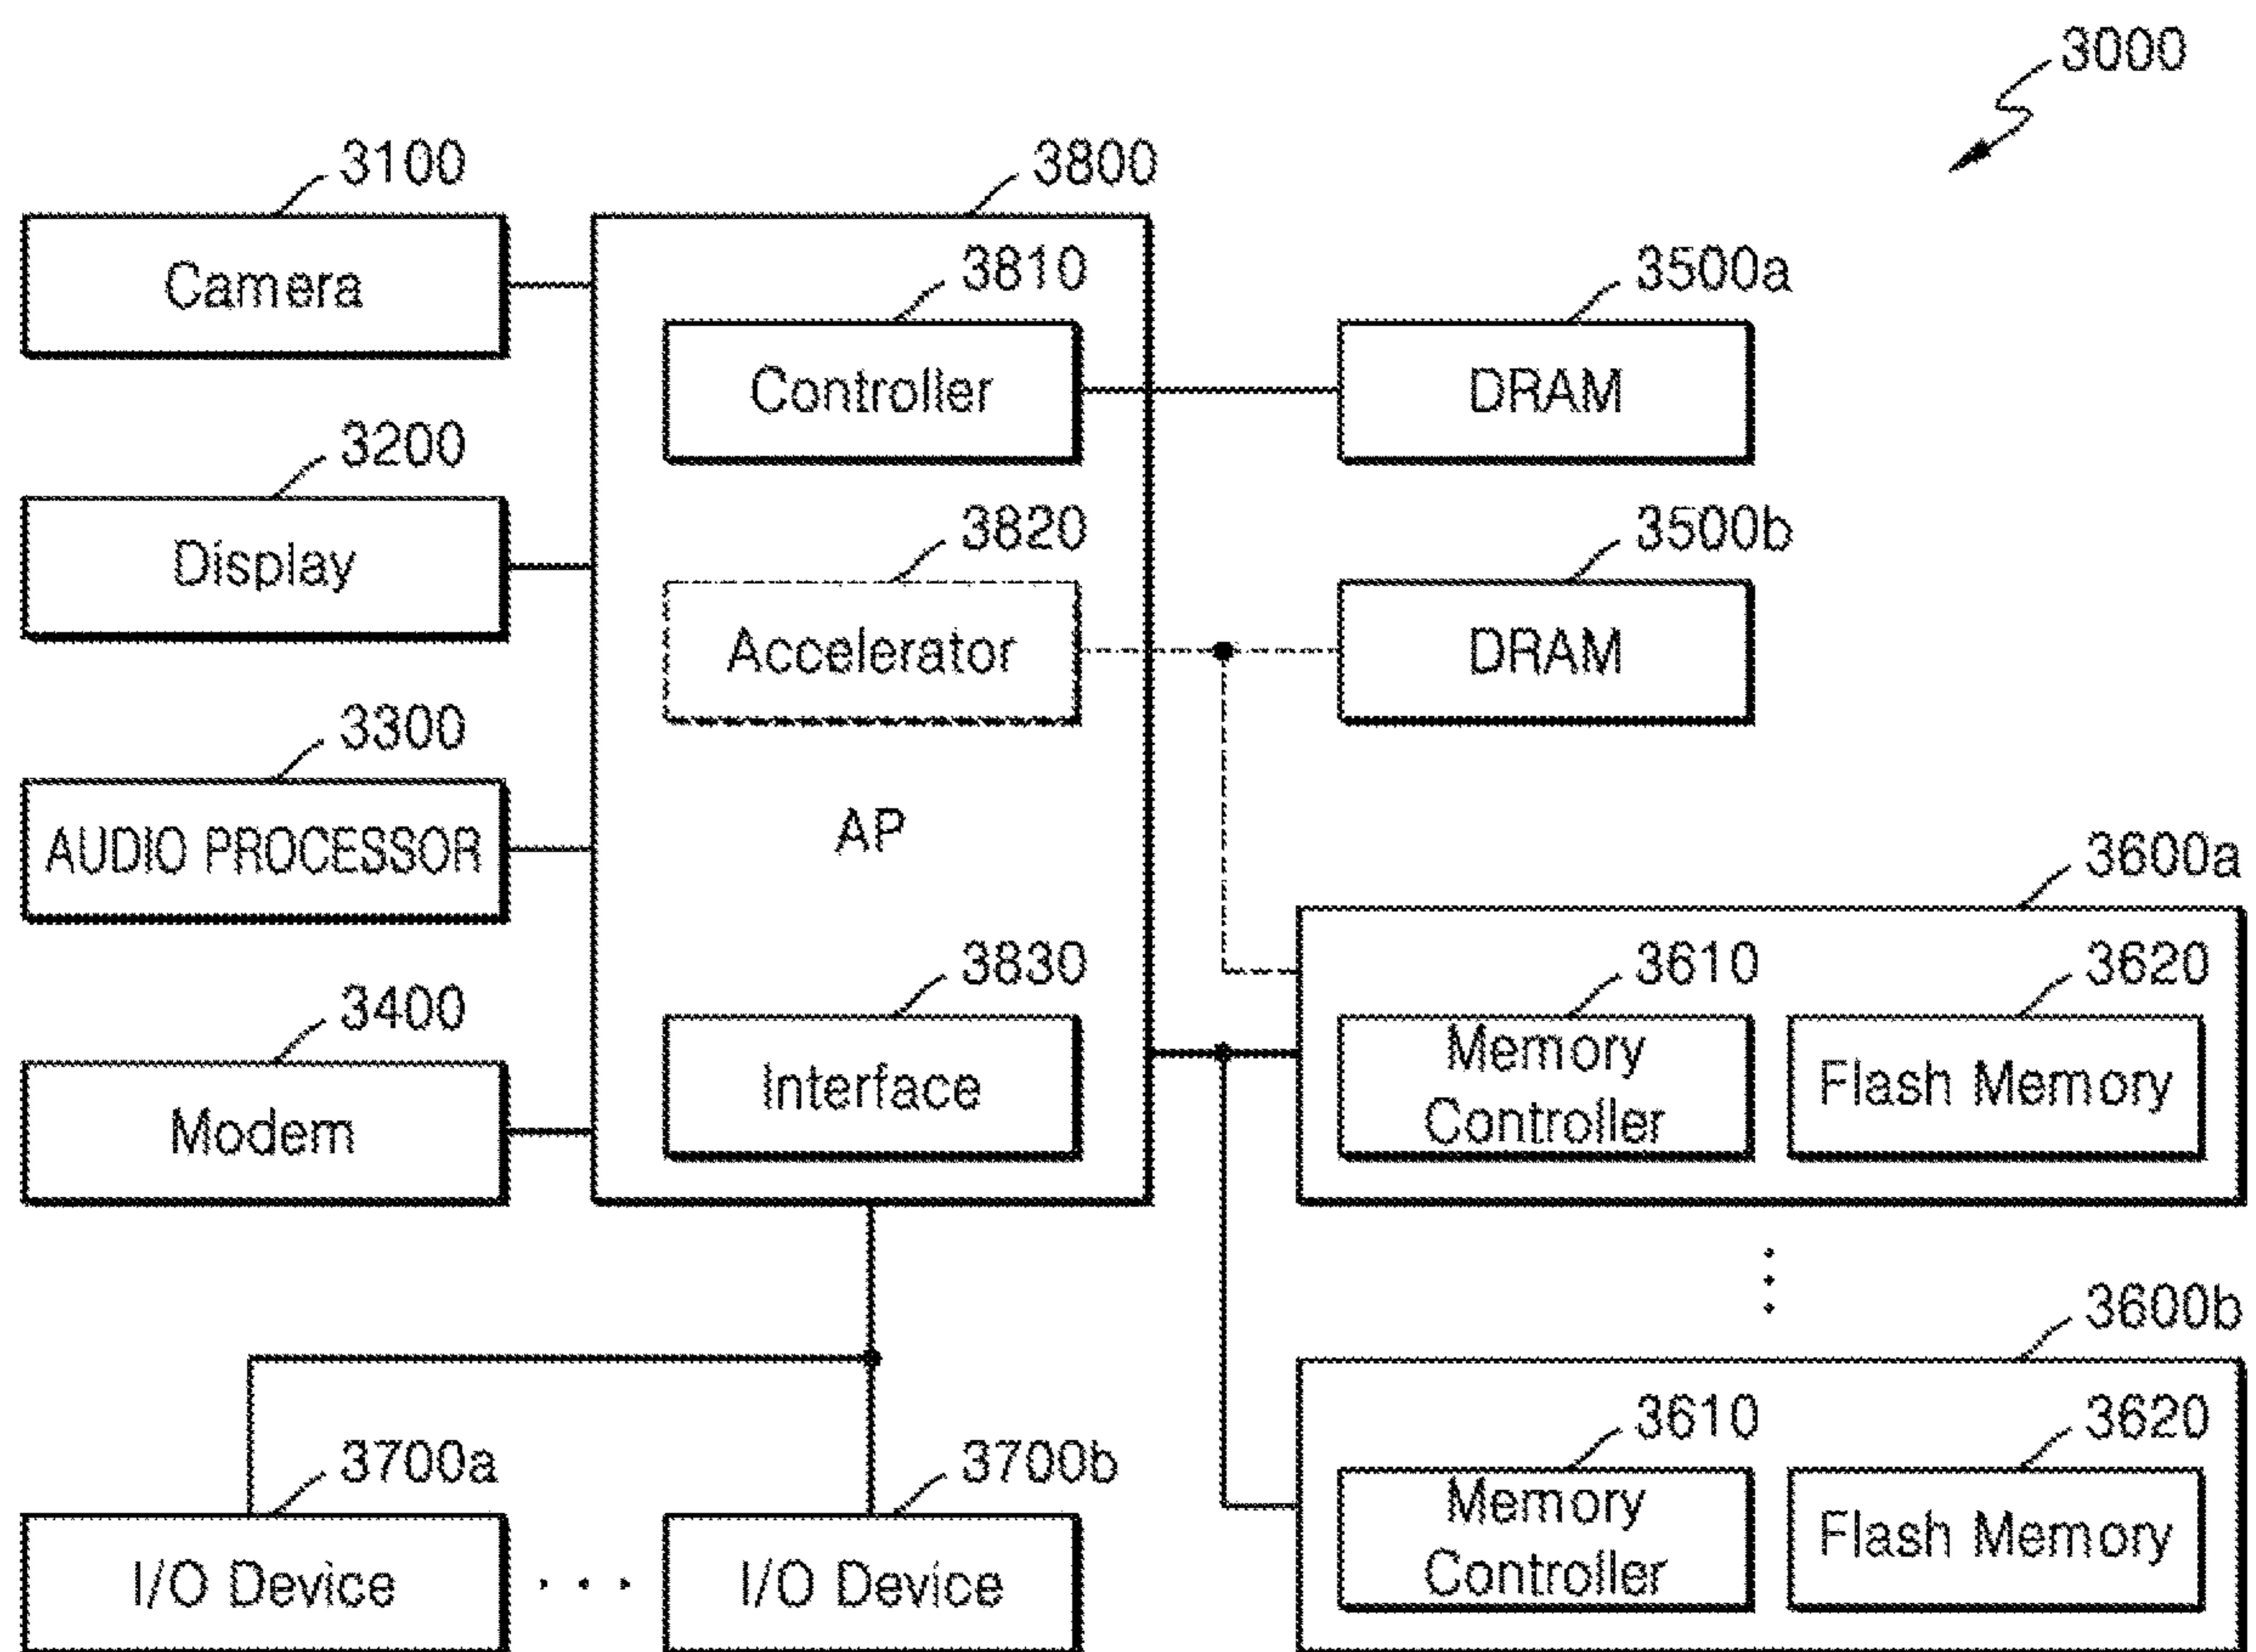 3000
3100
Camera
3200
Display
3300
AUDIO PROCESSOR
3400
Modem
3800
3810
Controller
3820
Accelerator
AP
3830
Interface
3500a
DRAM
3500b
DRAM
3600a
3610
Memory
Controller
3620
Flash Memory
3600b
3610
Memory
Controller
3620
Flash Memory
3700a
I/O Device
3700b
I/O Device